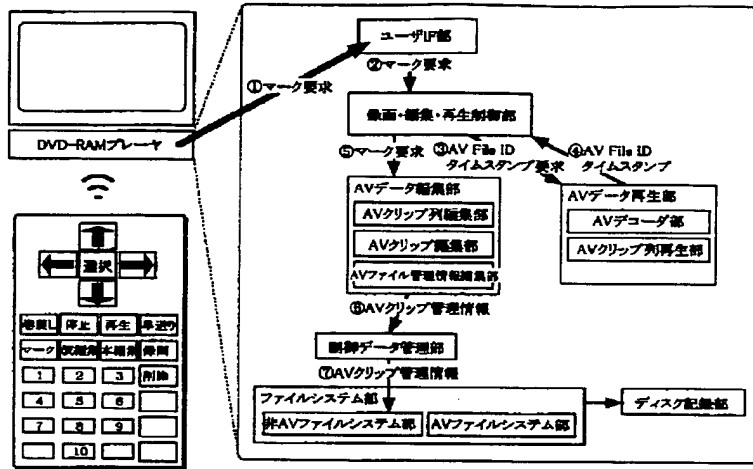 ユーザIF部
①マーク要求
②マーク要求
録画・編集・再生制御部
DVD-RAMプレーヤ
⑤マーク要求
③AV File ID
タイムスタンプ要求
④AV File ID
タイムスタンプ
AVデータ編集部
AVクリップ列編集部
AVクリップ編集部
AVファイル管理情報編集部
AVデータ再生部
AVデコーダ部
AVクリップ列再生部
選択
巻戻し 停止 再生 早送り
マーク 仮編集 本編集 録画
1 2 3 削除
4 5 6
7 8 9
10
⑥AVクリップ管理情報
制御データ管理部
⑦AVクリップ管理情報
ファイルシステム部
非AVファイルシステム部 AVファイルシステム部
ディスク記録部